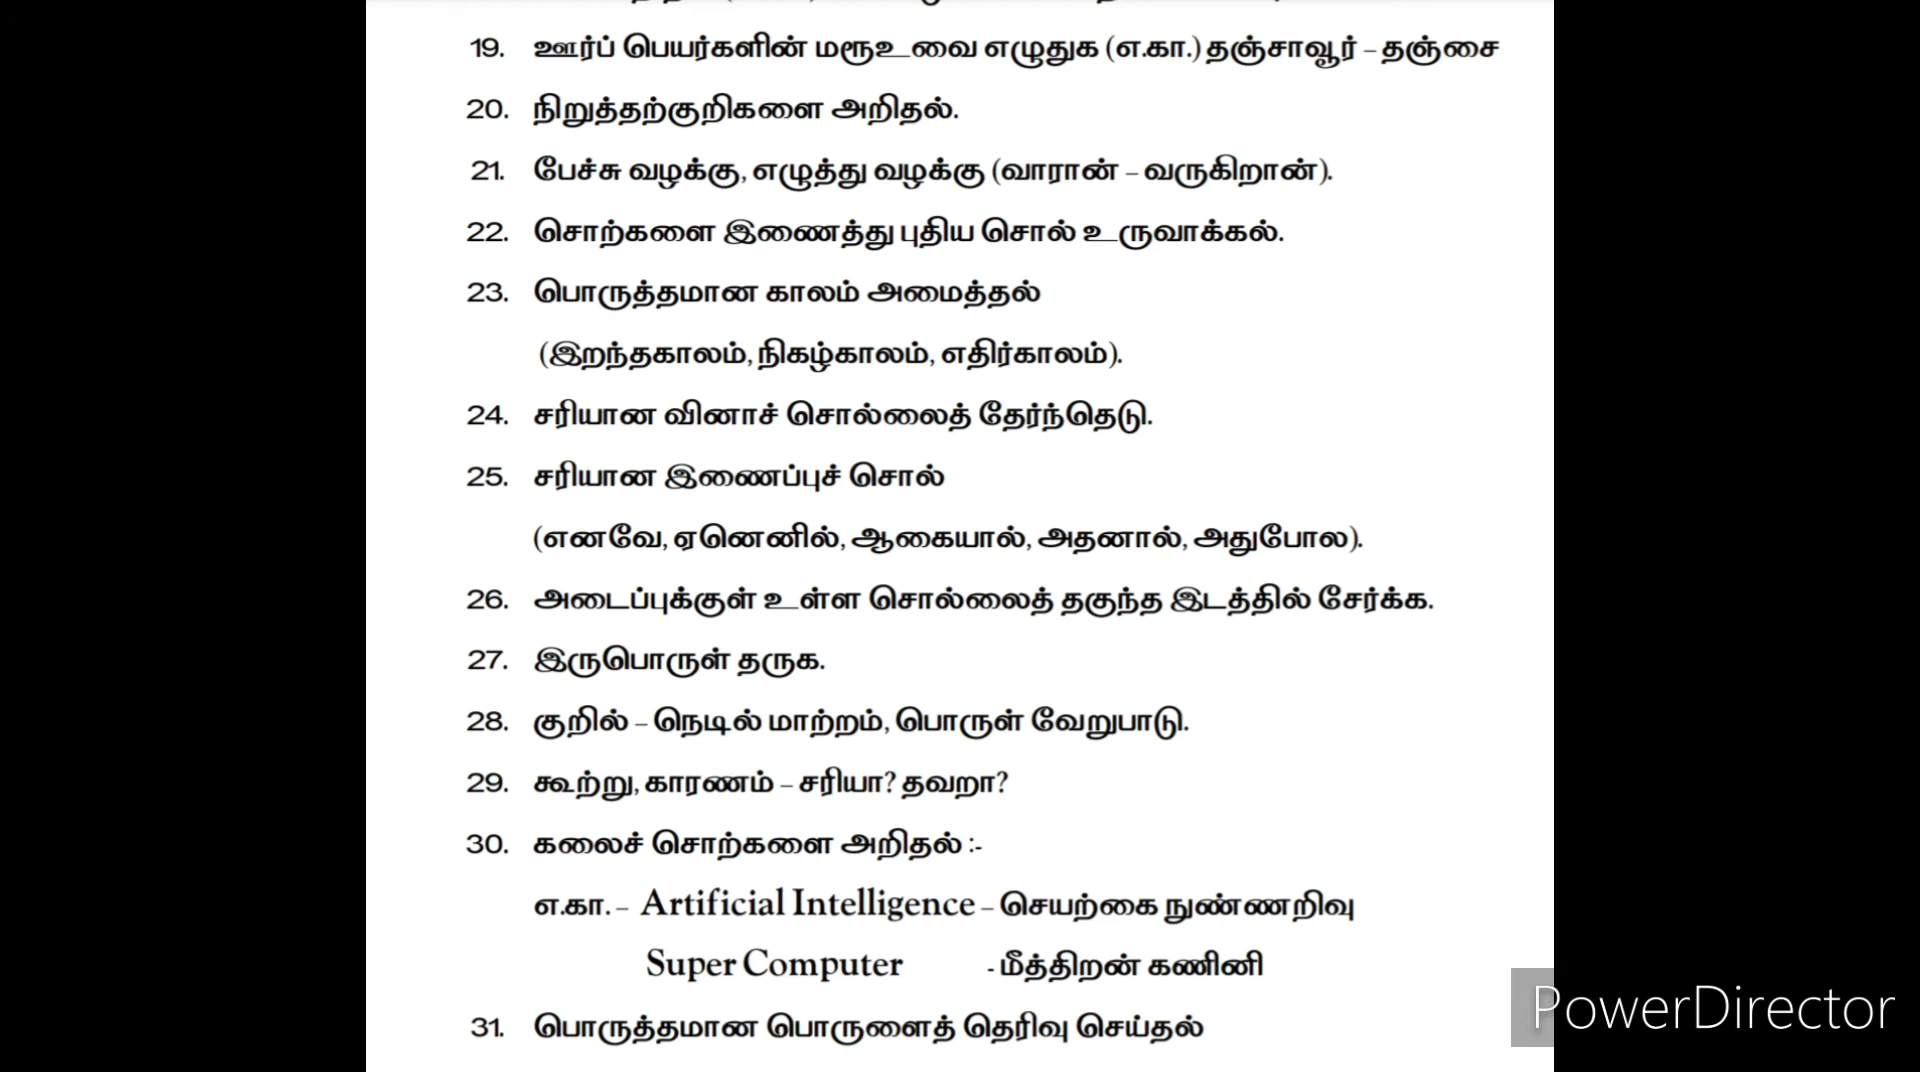 19. ஊர்ப் பெயர்களின் மரூஉவை எழுதுக (எ.கா.) தஞ்சாவூர் – தஞ்சை
20. நிறுத்தற்குறிகளை அறிதல்.
21. பேச்சு வழக்கு, எழுத்து வழக்கு (வாரான் – வருகிறான்).
22. சொற்களை இணைத்து புதிய சொல் உருவாக்கல்.
23. பொருத்தமான காலம் அமைத்தல்
(இறந்தகாலம், நிகழ்காலம், எதிர்காலம்).
24. சரியான வினாச் சொல்லைத் தேர்ந்தெடு.
25. சரியான இணைப்புச் சொல்
(எனவே, ஏனெனில், ஆகையால், அதனால், அதுபோல).
26. அடைப்புக்குள் உள்ள சொல்லைத் தகுந்த இடத்தில் சேர்க்க.
27. இருபொருள் தருக.
28. குறில் – நெடில் மாற்றம், பொருள் வேறுபாடு.
29. கூற்று, காரணம் – சரியா? தவறா?
30. கலைச் சொற்களை அறிதல் :-
எ.கா. – Artificial Intelligence – செயற்கை நுண்ணறிவு
Super Computer - மீத்திறன் கணினி
31. பொருத்தமான பொருளைத் தெரிவு செய்தல்
PowerDirector